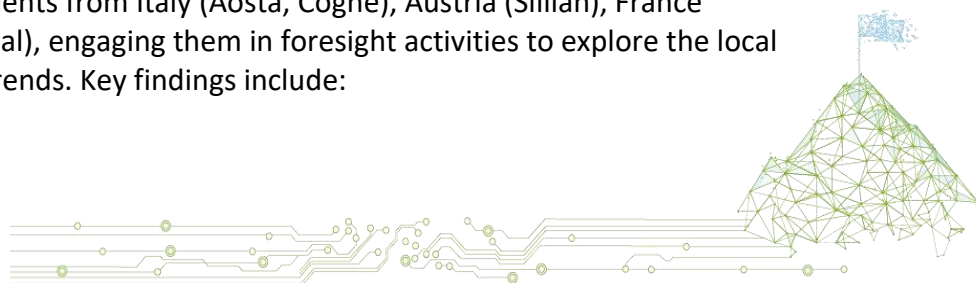 ents from Italy (Aosta, Cogne), Austria (Sillian), France
al), engaging them in foresight activities to explore the local
rends. Key findings include: